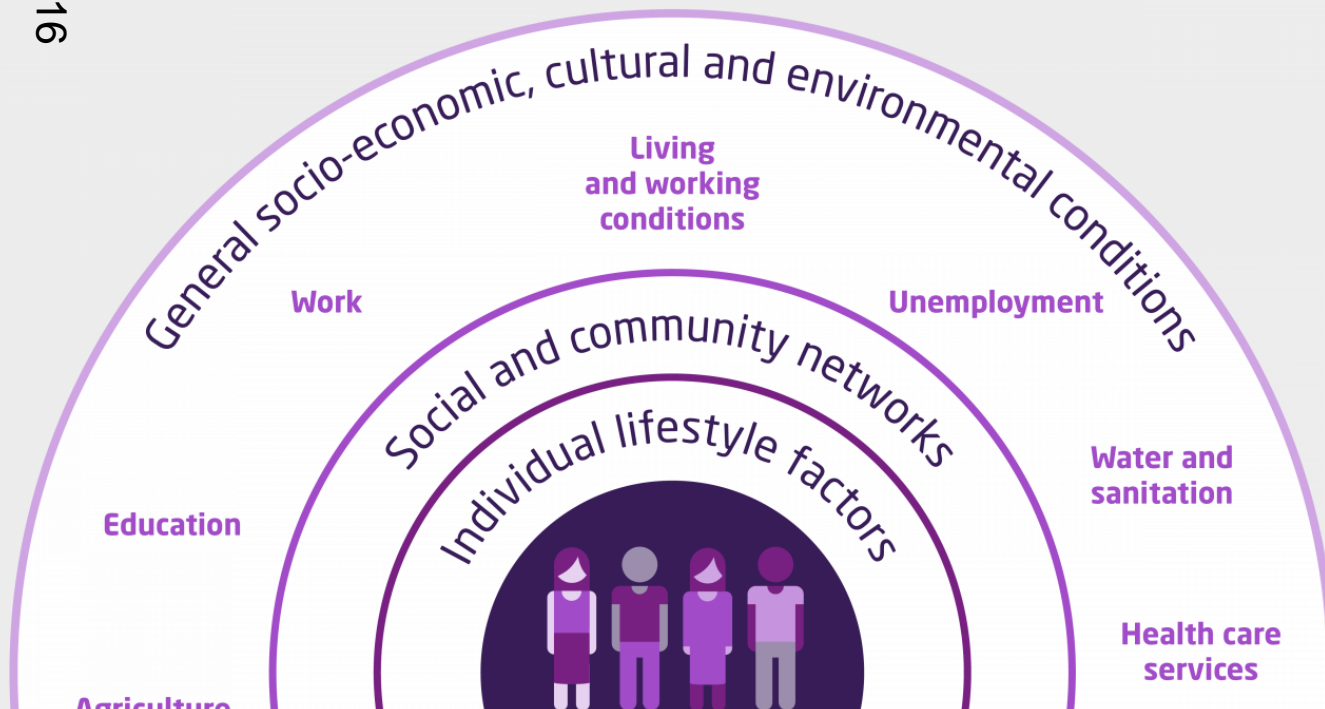 16
General socio-economic, cultural and environmental conditions
Living
and working
conditions
Work
Unemployment
Social and community networks
Individual lifestyle factors
Water and
sanitation
Education
Health care
services
Agriculture